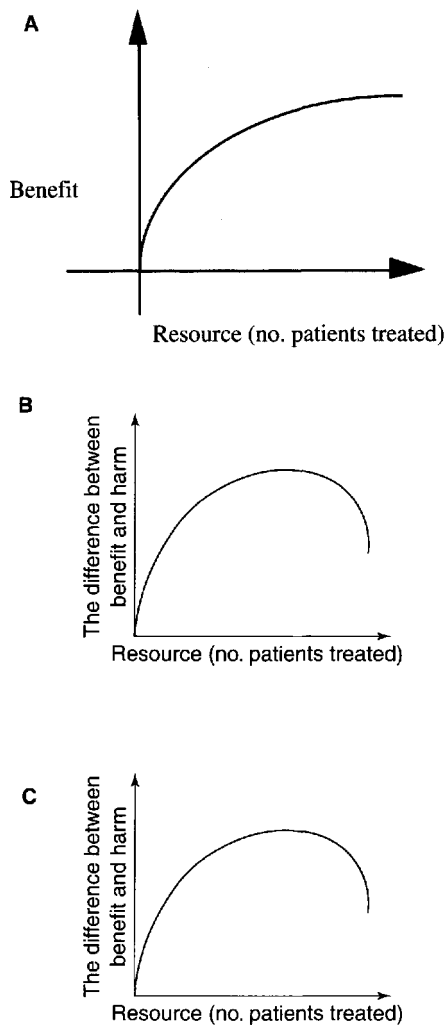 A
Benefit
Resource (no. patients treated)
B
The difference between
benefit and harm
Resource (no. patients treated)
C
The difference between
benefit and harm
Resource (no. patients treated)